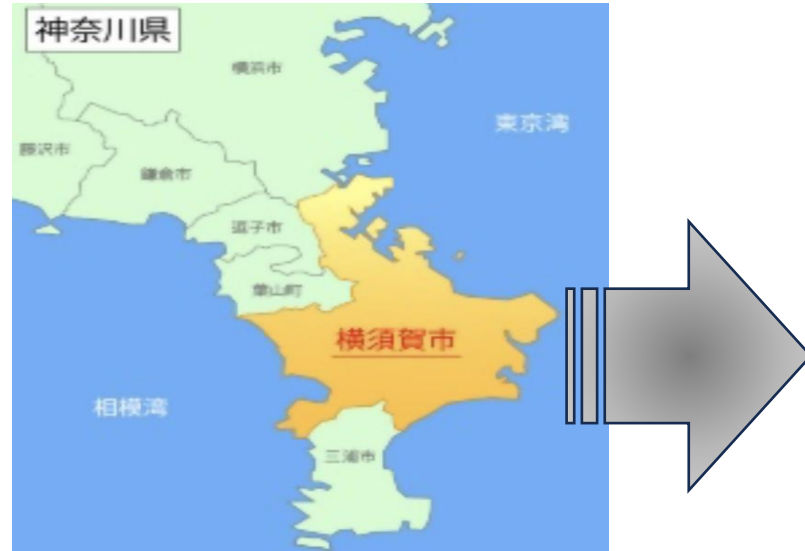 神奈川県
横浜市
東京湾
藤沢市
鎌倉市
逗子市
葉山町
横須賀市
相模湾
三浦市